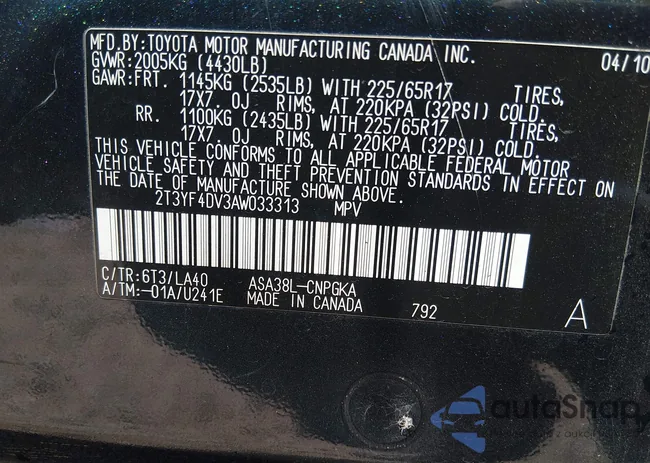 MFD.BY:TOYOTA MOTOR MANUFACTURING CANADA INC. 04/10
GVWR:2005KG (4430LB)
GAWR:FRT. 1145KG (2535LB) WITH 225/65R17 TIRES,
17X7.0J RIMS, AT 220KPA (32PSI) COLD.
RR. 1100KG (2435LB) WITH 225/65R17 TIRES,
17X7.0J RIMS, AT 220KPA (32PSI) COLD.
THIS VEHICLE CONFORMS TO ALL APPLICABLE FEDERAL MOTOR
VEHICLE SAFETY AND THEFT PREVENTION STANDARDS IN EFFECT ON
THE DATE OF MANUFACTURE SHOWN ABOVE.
2T3YF4DV3AW033313 MPV
C/TR:6T3/LA40 ASA38L-CNPGKA
A/TM:-01A/U241E MADE IN CANADA 792 A
autoSnap